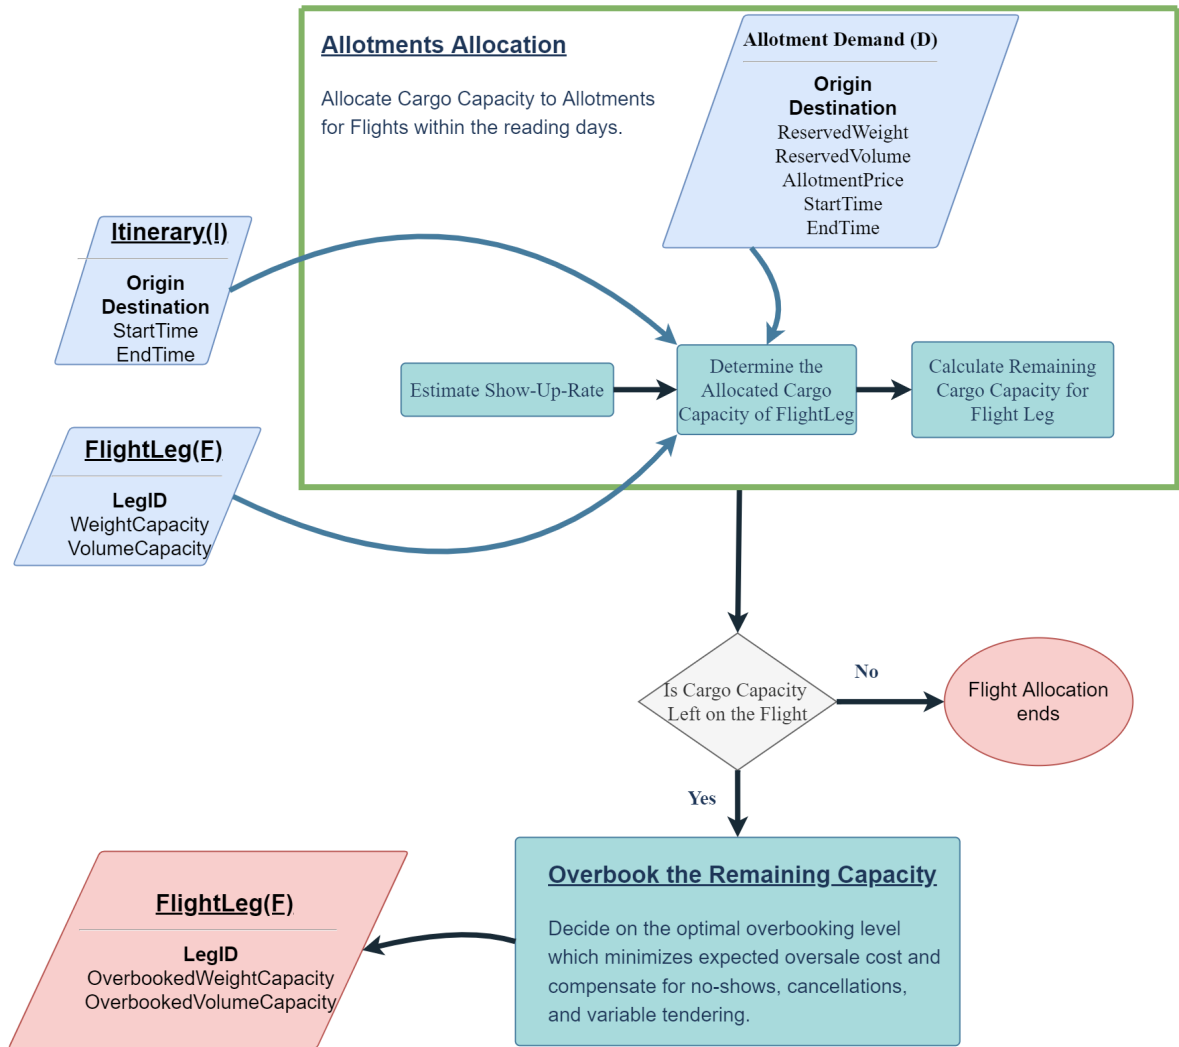 Allotments Allocation
Allocate Cargo Capacity to Allotments
for Flights within the reading days.
Allotment Demand (D)
Origin
Destination
ReservedWeight
ReservedVolume
AllotmentPrice
StartTime
EndTime
Itinerary(I)
Origin
Destination
StartTime
EndTime
FlightLeg(F)
LegID
WeightCapacity
VolumeCapacity
Estimate Show-Up-Rate
Determine the
Allocated Cargo
Capacity of FlightLeg
Calculate Remaining
Cargo Capacity for
Flight Leg
Is Cargo Capacity
Left on the Flight
No
Flight Allocation
ends
Yes
Overbook the Remaining Capacity
Decide on the optimal overbooking level
which minimizes expected oversale cost and
compensate for no-shows, cancellations,
and variable tendering.
FlightLeg(F)
LegID
OverbookedWeightCapacity
OverbookedVolumeCapacity